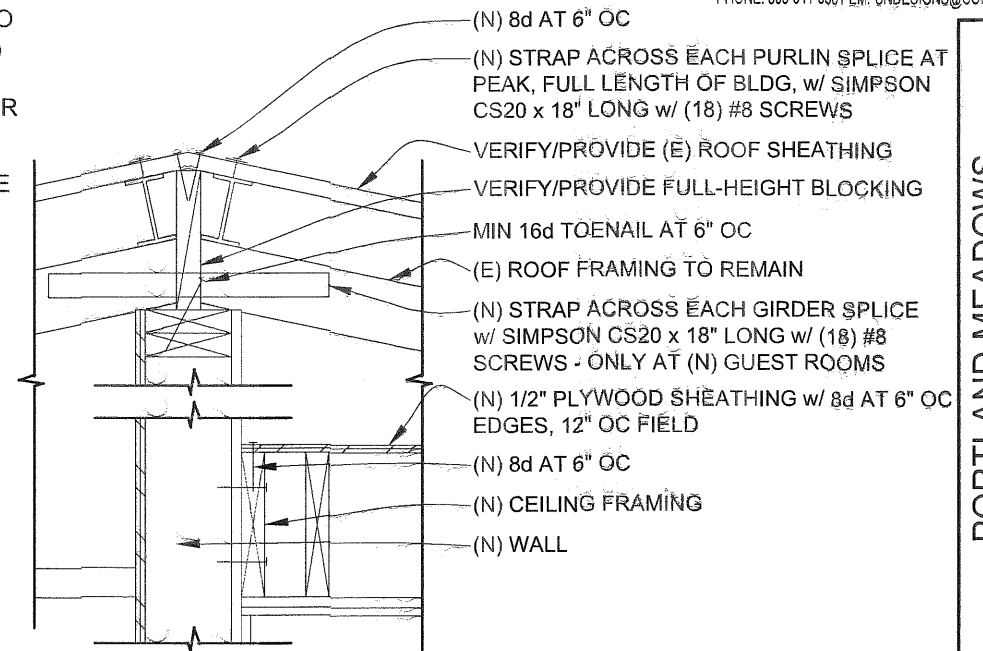 O
R
E
(N) 8d AT 6" OC
(N) STRAP ACROSS EACH PURLIN SPLICE AT
PEAK, FULL LENGTH OF BLDG, w/ SIMPSON
CS20 x 18" LONG w/ (18) #8 SCREWS
VERIFY/PROVIDE (E) ROOF SHEATHING
VERIFY/PROVIDE FULL-HEIGHT BLOCKING
MIN 16d TOENAIL AT 6" OC
(E) ROOF FRAMING TO REMAIN
(N) STRAP ACROSS EACH GIRDER SPLICE
w/ SIMPSON CS20 x 18" LONG w/ (18) #8
SCREWS - ONLY AT (N) GUEST ROOMS
(N) 1/2" PLYWOOD SHEATHING w/ 8d AT 6" OC
EDGES, 12" OC FIELD
(N) 8d AT 6" OC
(N) CEILING FRAMING
(N) WALL
PORTLAND MEADOWS